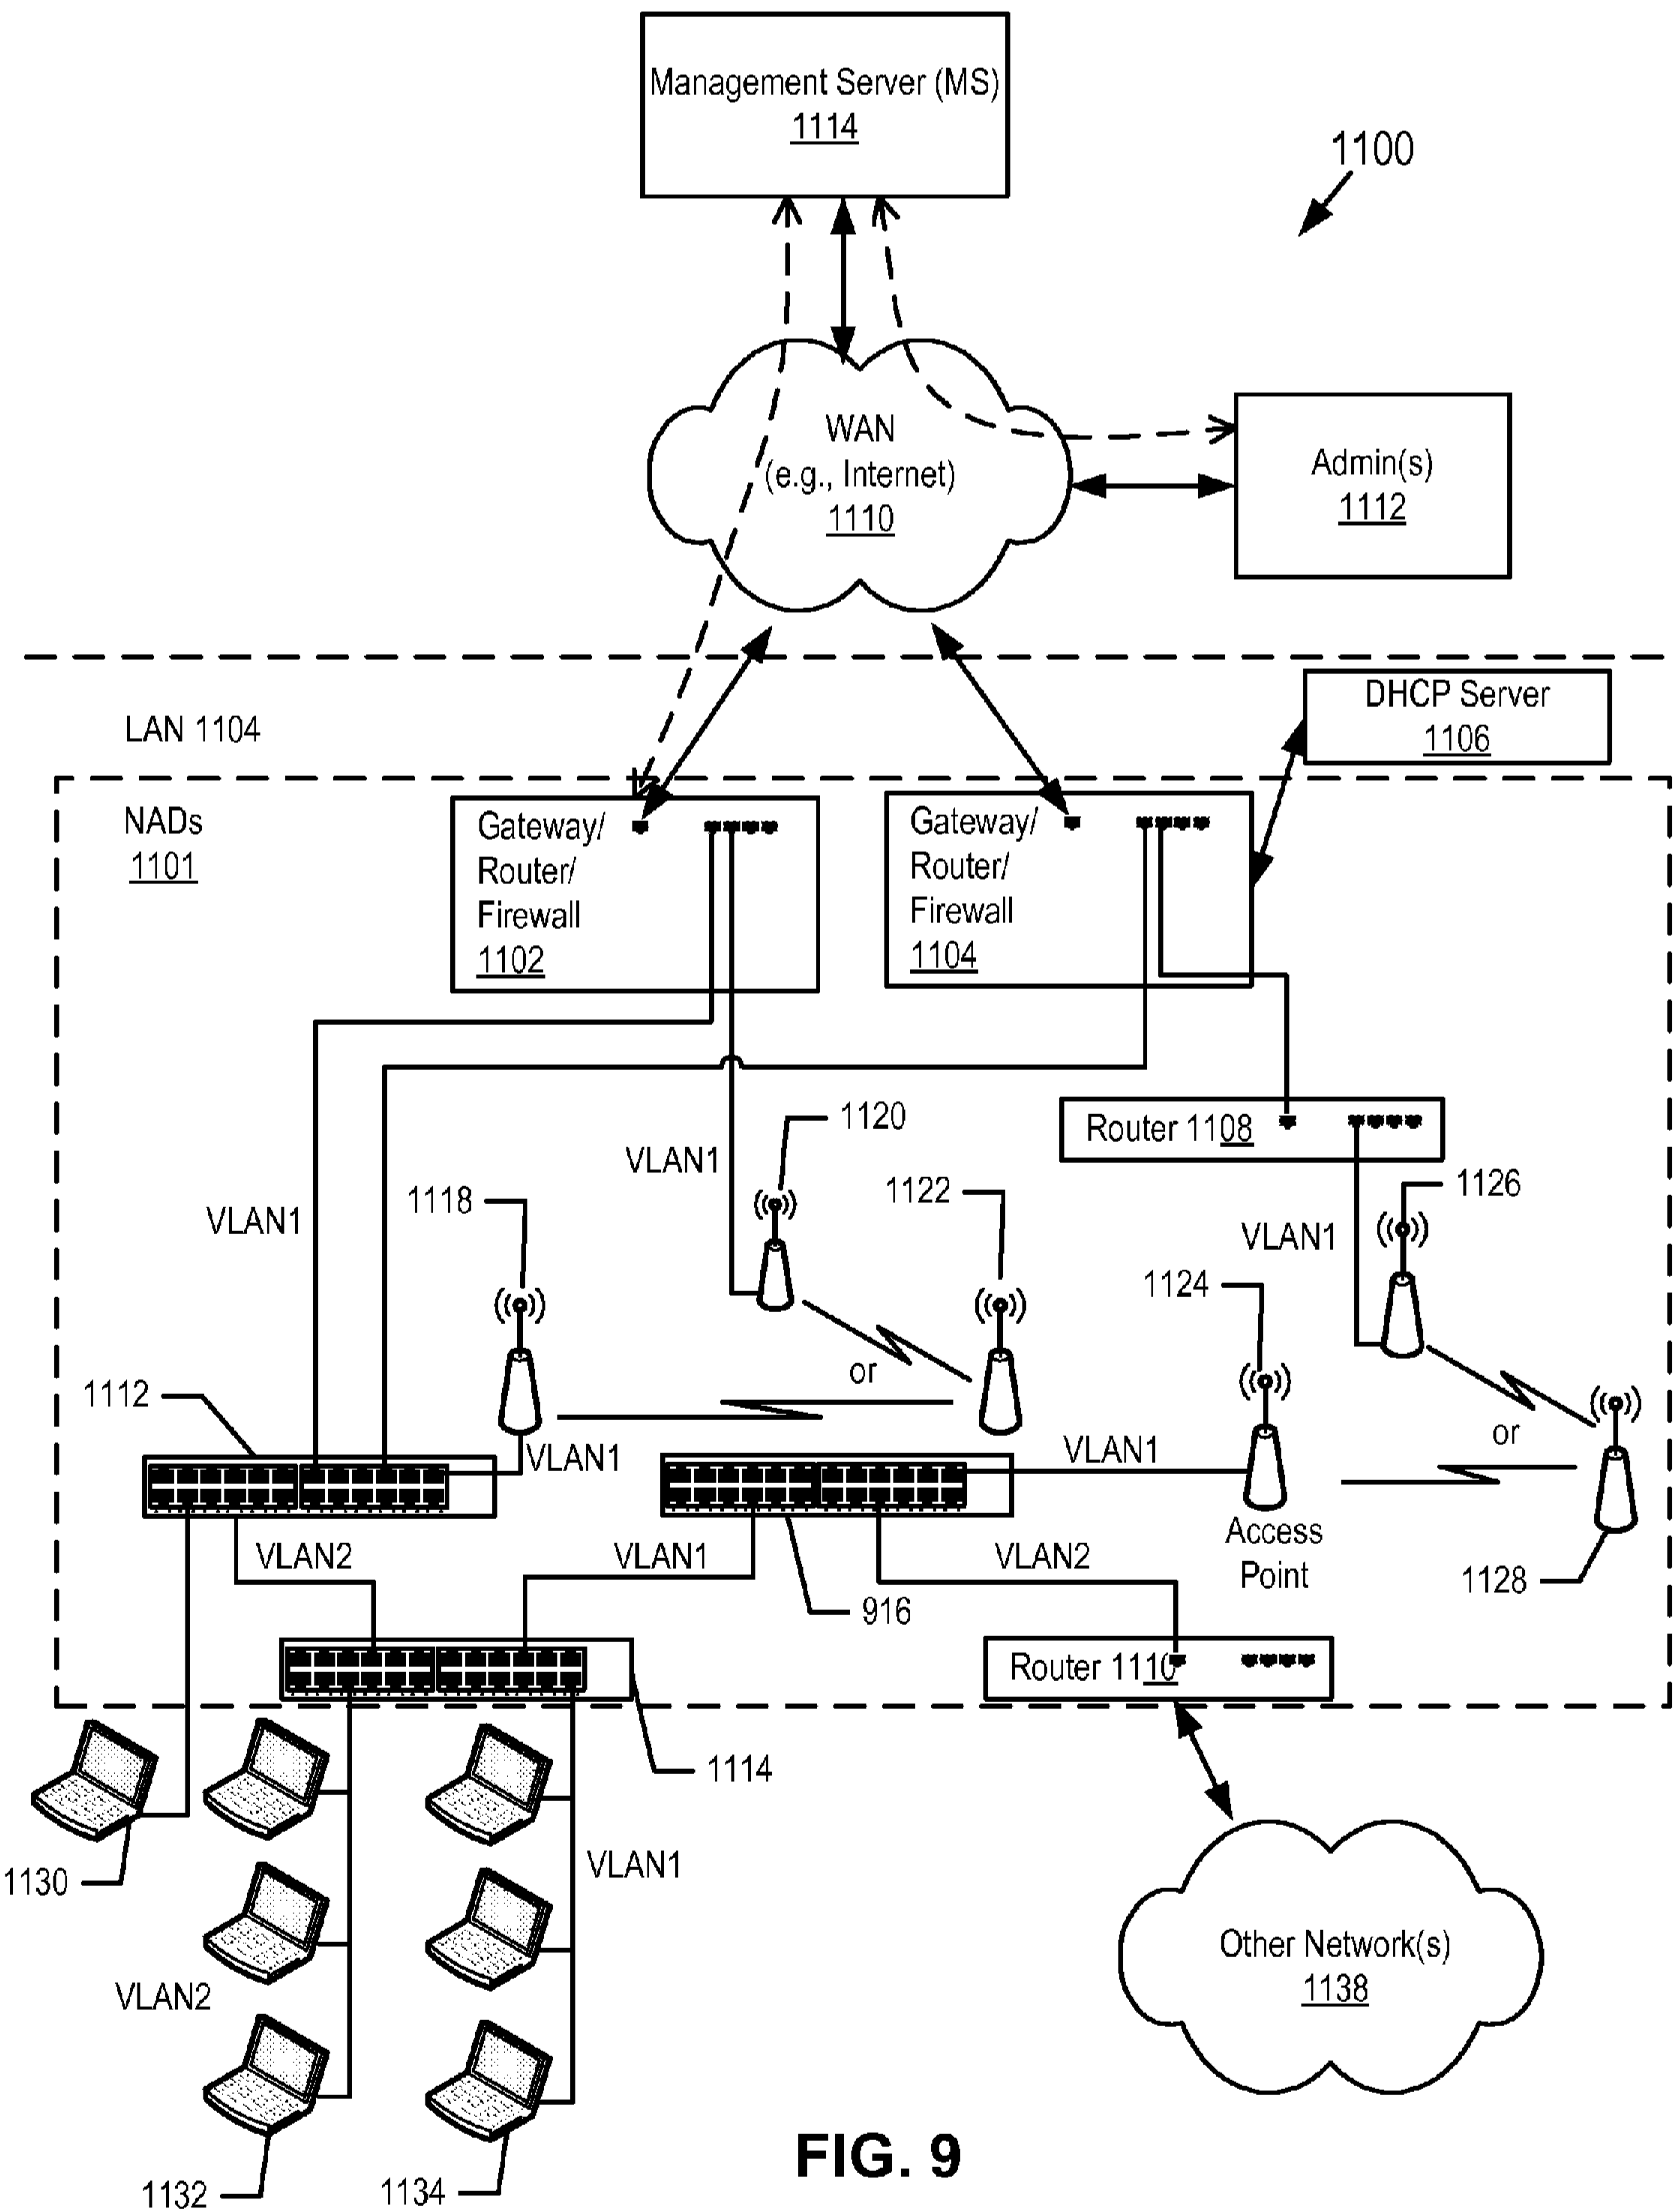 Management Server (MS)
1114
1100
WAN
(e.g., Internet)
1110
Admin(s)
1112
DHCP Server
1106
LAN 1104
NADs
1101
Gateway/
Router/
Firewall
1102
Gateway/
Router/
Firewall
1104
Router 1108
1120
VLAN1
1118
1122
1126
VLAN1
VLAN1
1124
or
1112
VLAN1
VLAN1
or
Access
Point
VLAN2
VLAN1
VLAN2
1128
916
Router 1110
1114
1130
VLAN1
Other Network(s)
1138
VLAN2
1132
1134
FIG. 9